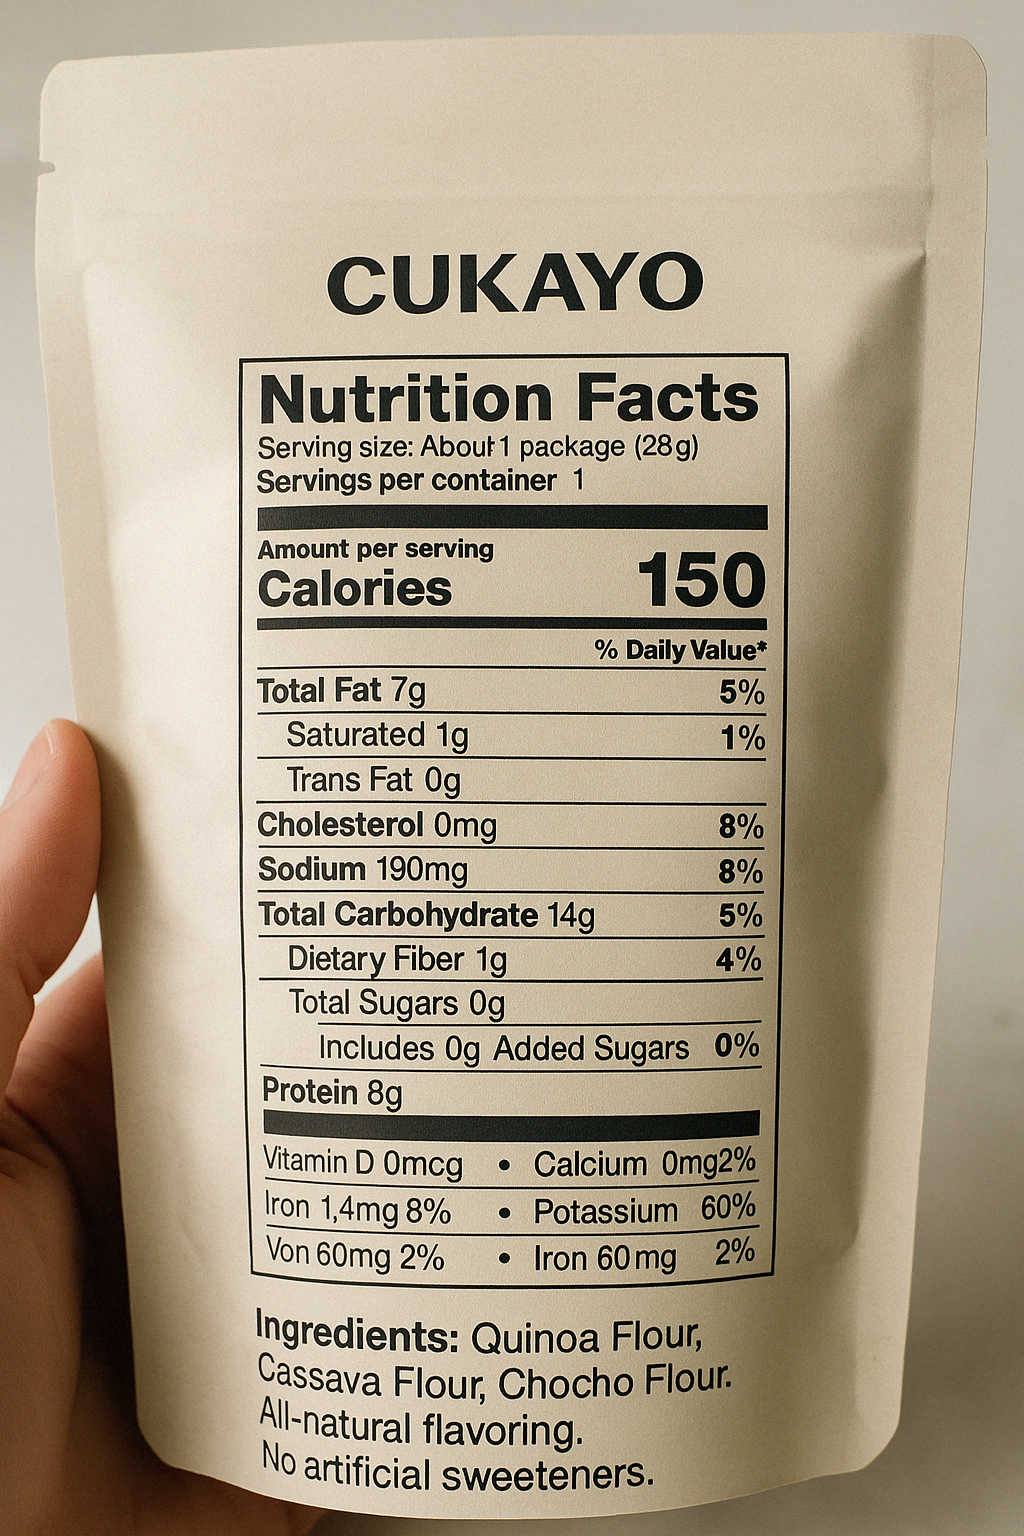 CUKAYO
Nutrition Facts
Serving size: About 1 package (28g)
Servings per container 1
Amount per serving
Calories 150
% Daily Value*
Total Fat 7g 5%
Saturated 1g 1%
Trans Fat 0g
Cholesterol 0mg 8%
Sodium 190mg 8%
Total Carbohydrate 14g 5%
Dietary Fiber 1g 4%
Total Sugars 0g
Includes 0g Added Sugars 0%
Protein 8g
Vitamin D 0mcg • Calcium 0mg2%
Iron 1,4mg 8% • Potassium 60%
Von 60mg 2% • Iron 60mg 2%
Ingredients: Quinoa Flour,
Cassava Flour, Chocho Flour.
All-natural flavoring.
No artificial sweeteners.